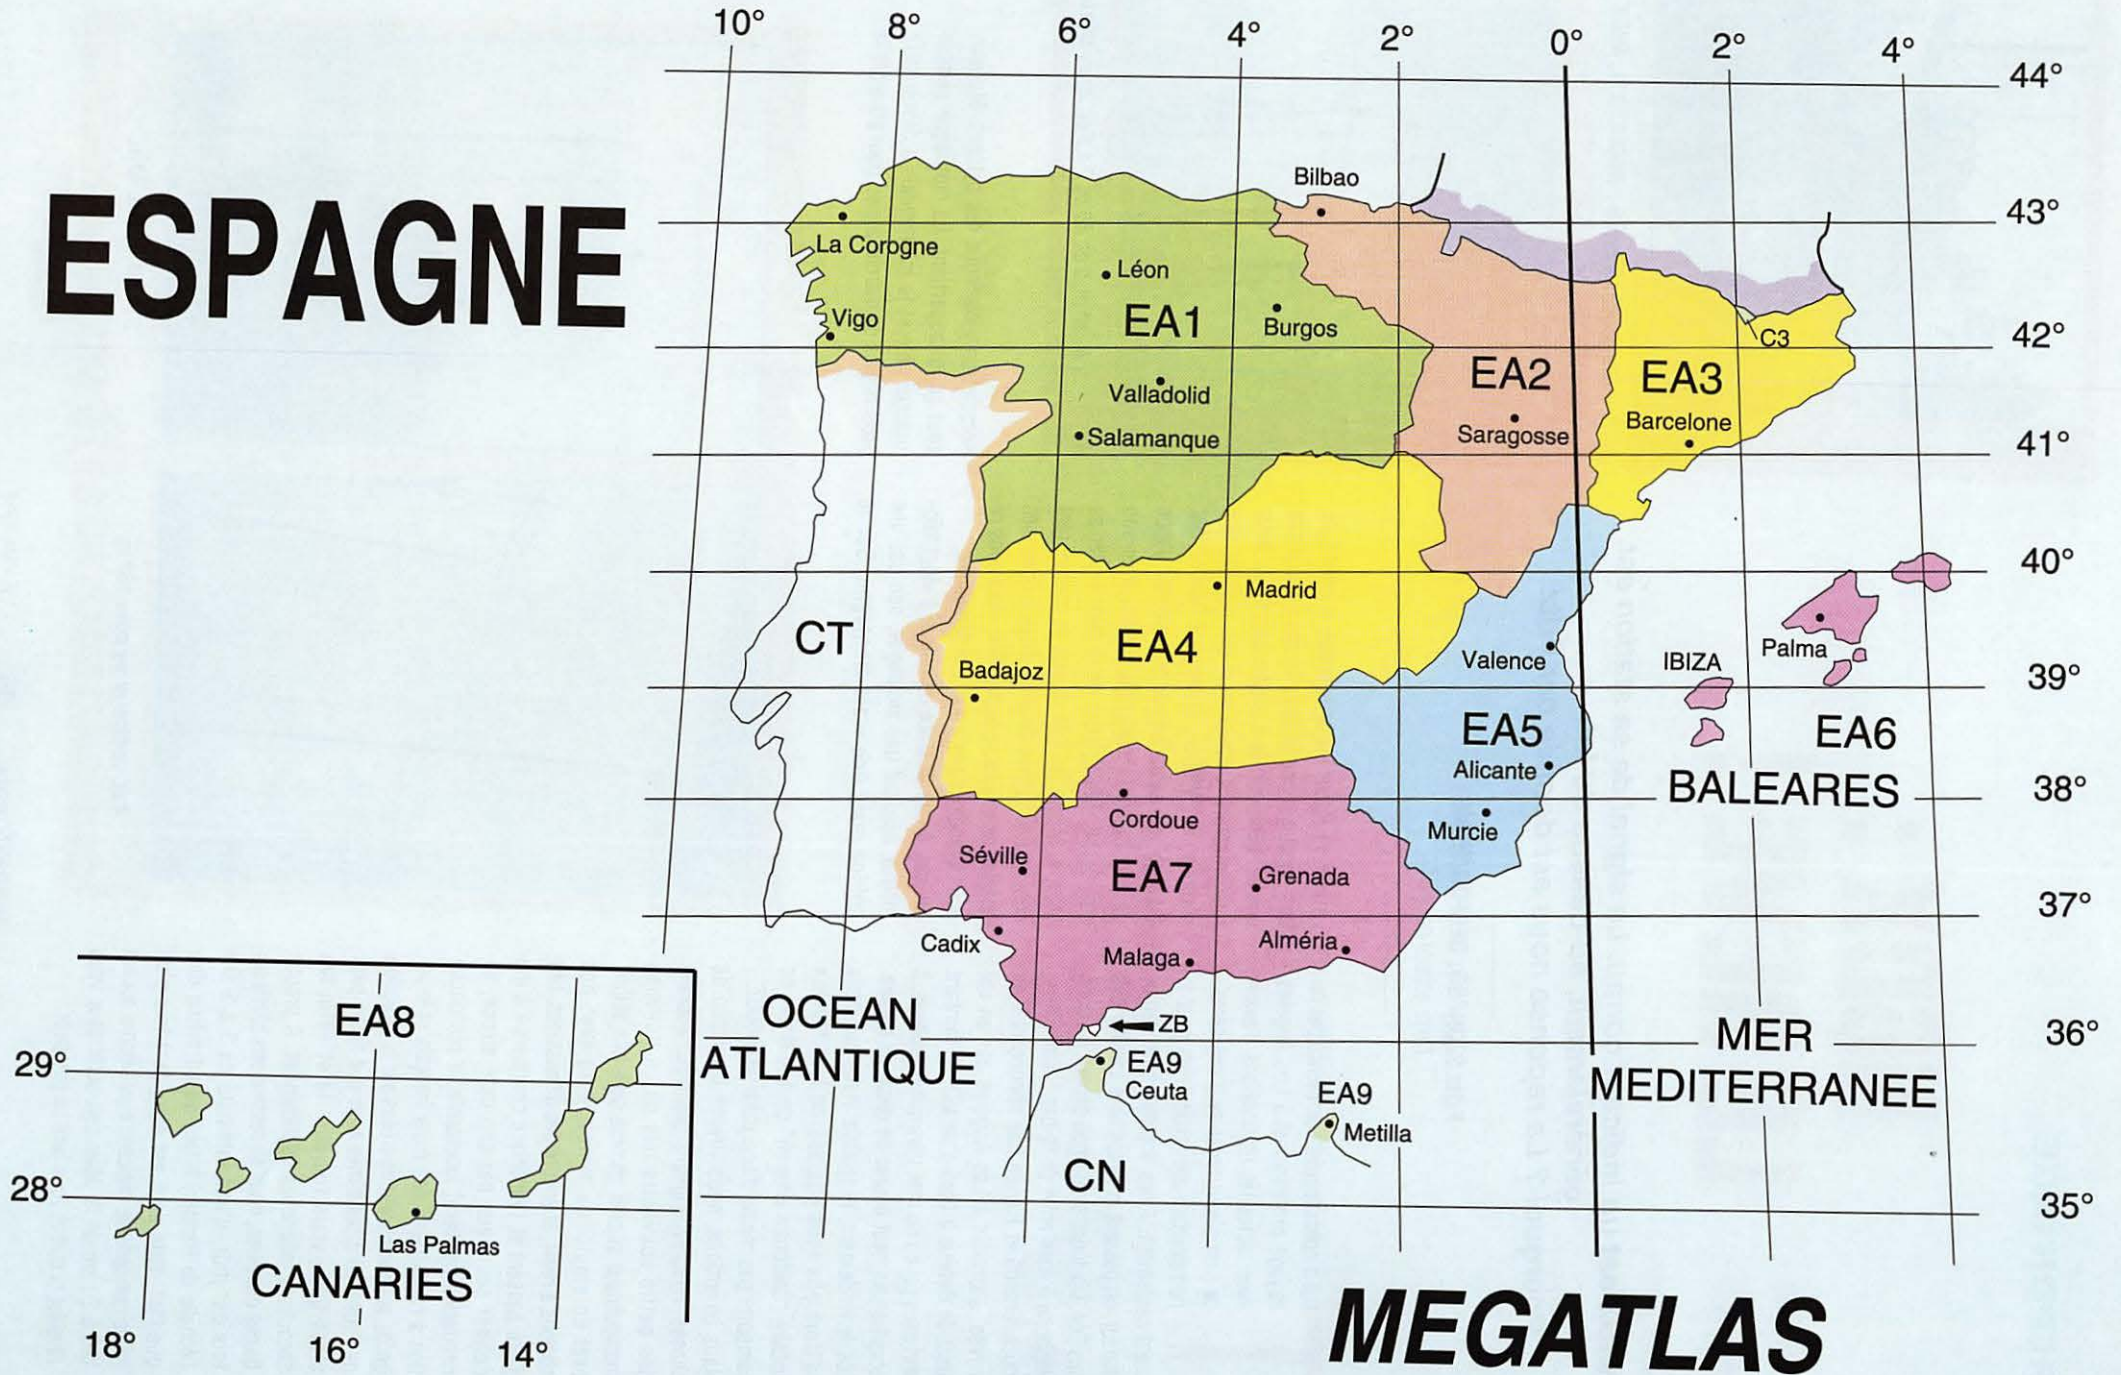 10° 8° 6° 4° 2° 0° 2° 4°
44°
ESPAGNE
Bilbao
43°
La Corogne
Léon
EA1
Vigo
Burgos
42°
C3
EA2
EA3
Valladolid
Barcelone
Salamanque
Saragosse
41°
40°
Madrid
CT
EA4
Palma
Valence
IBIZA
Badajoz
39°
EA5
EA6
Alicante
BALEARES
38°
Cordoue
Murcie
Séville
EA7
Grenada
37°
Cadix
Malaga
Alméria
OCEAN
ATLANTIQUE
ZB
MER
MEDITERRANEE
36°
EA9
Ceuta
EA9
Metilla
CN
35°
EA8
29°
28°
Las Palmas
CANARIES
18° 16° 14°
MEGATLAS